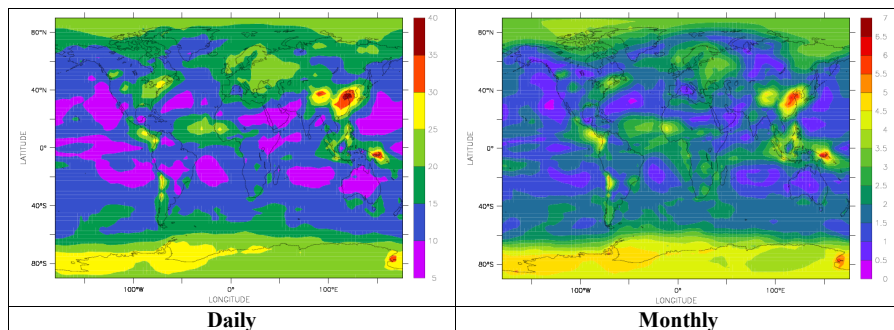 80°N
40°N
0°
40°S
80°S
LATITUDE
100°W
0°
100°E
LONGITUDE
40
35
30
25
20
15
10
5
Daily
80°N
40°N
0°
40°S
80°S
LATITUDE
100°W
0°
100°E
LONGITUDE
7
6.5
6
5.5
5
4.5
4
3.5
3
2.5
2
1.5
1
0.5
0
Monthly